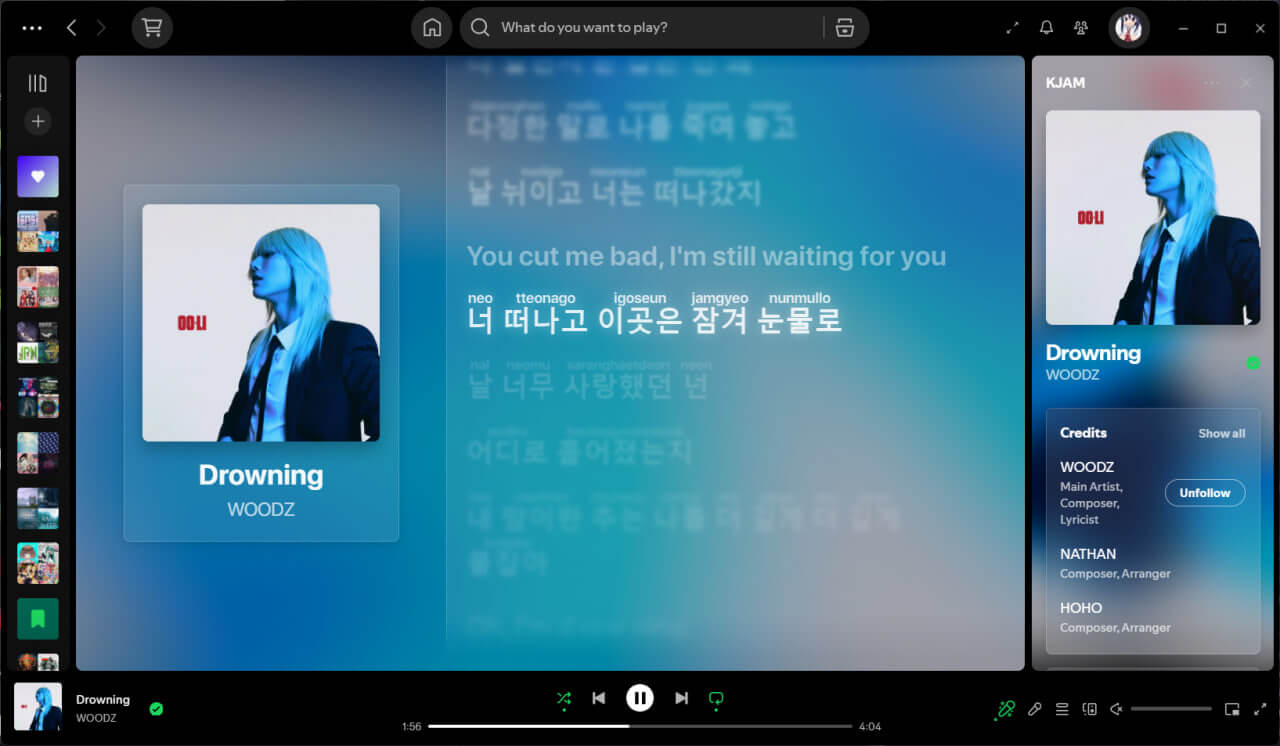 What do you want to play?
다정한 말로 나를 죽여 놓고
날 뉘이고 너는 떠나갔지
You cut me bad, I'm still waiting for you
neo tteonago igoseun jamgyeo nunmullo
너 떠나고 이곳은 잠겨 눈물로
nal neomu saranghaetdeon neon
날 너무 사랑했던 넌
어디로 흩어졌는지
OO-LI
Drowning
WOODZ
KJAM
OO-LI
Drowning
WOODZ
Credits
Show all
WOODZ
Main Artist,
Composer,
Lyricist
Unfollow
NATHAN
Composer, Arranger
HOHO
Composer, Arranger
Drowning
WOODZ
1:56
4:04